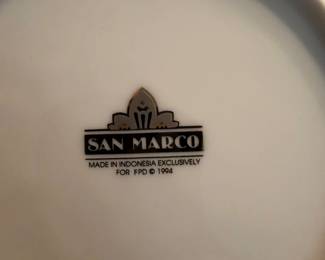 SAN MARCO
MADE IN INDONESIA EXCLUSIVELY
FOR FPD © 1994